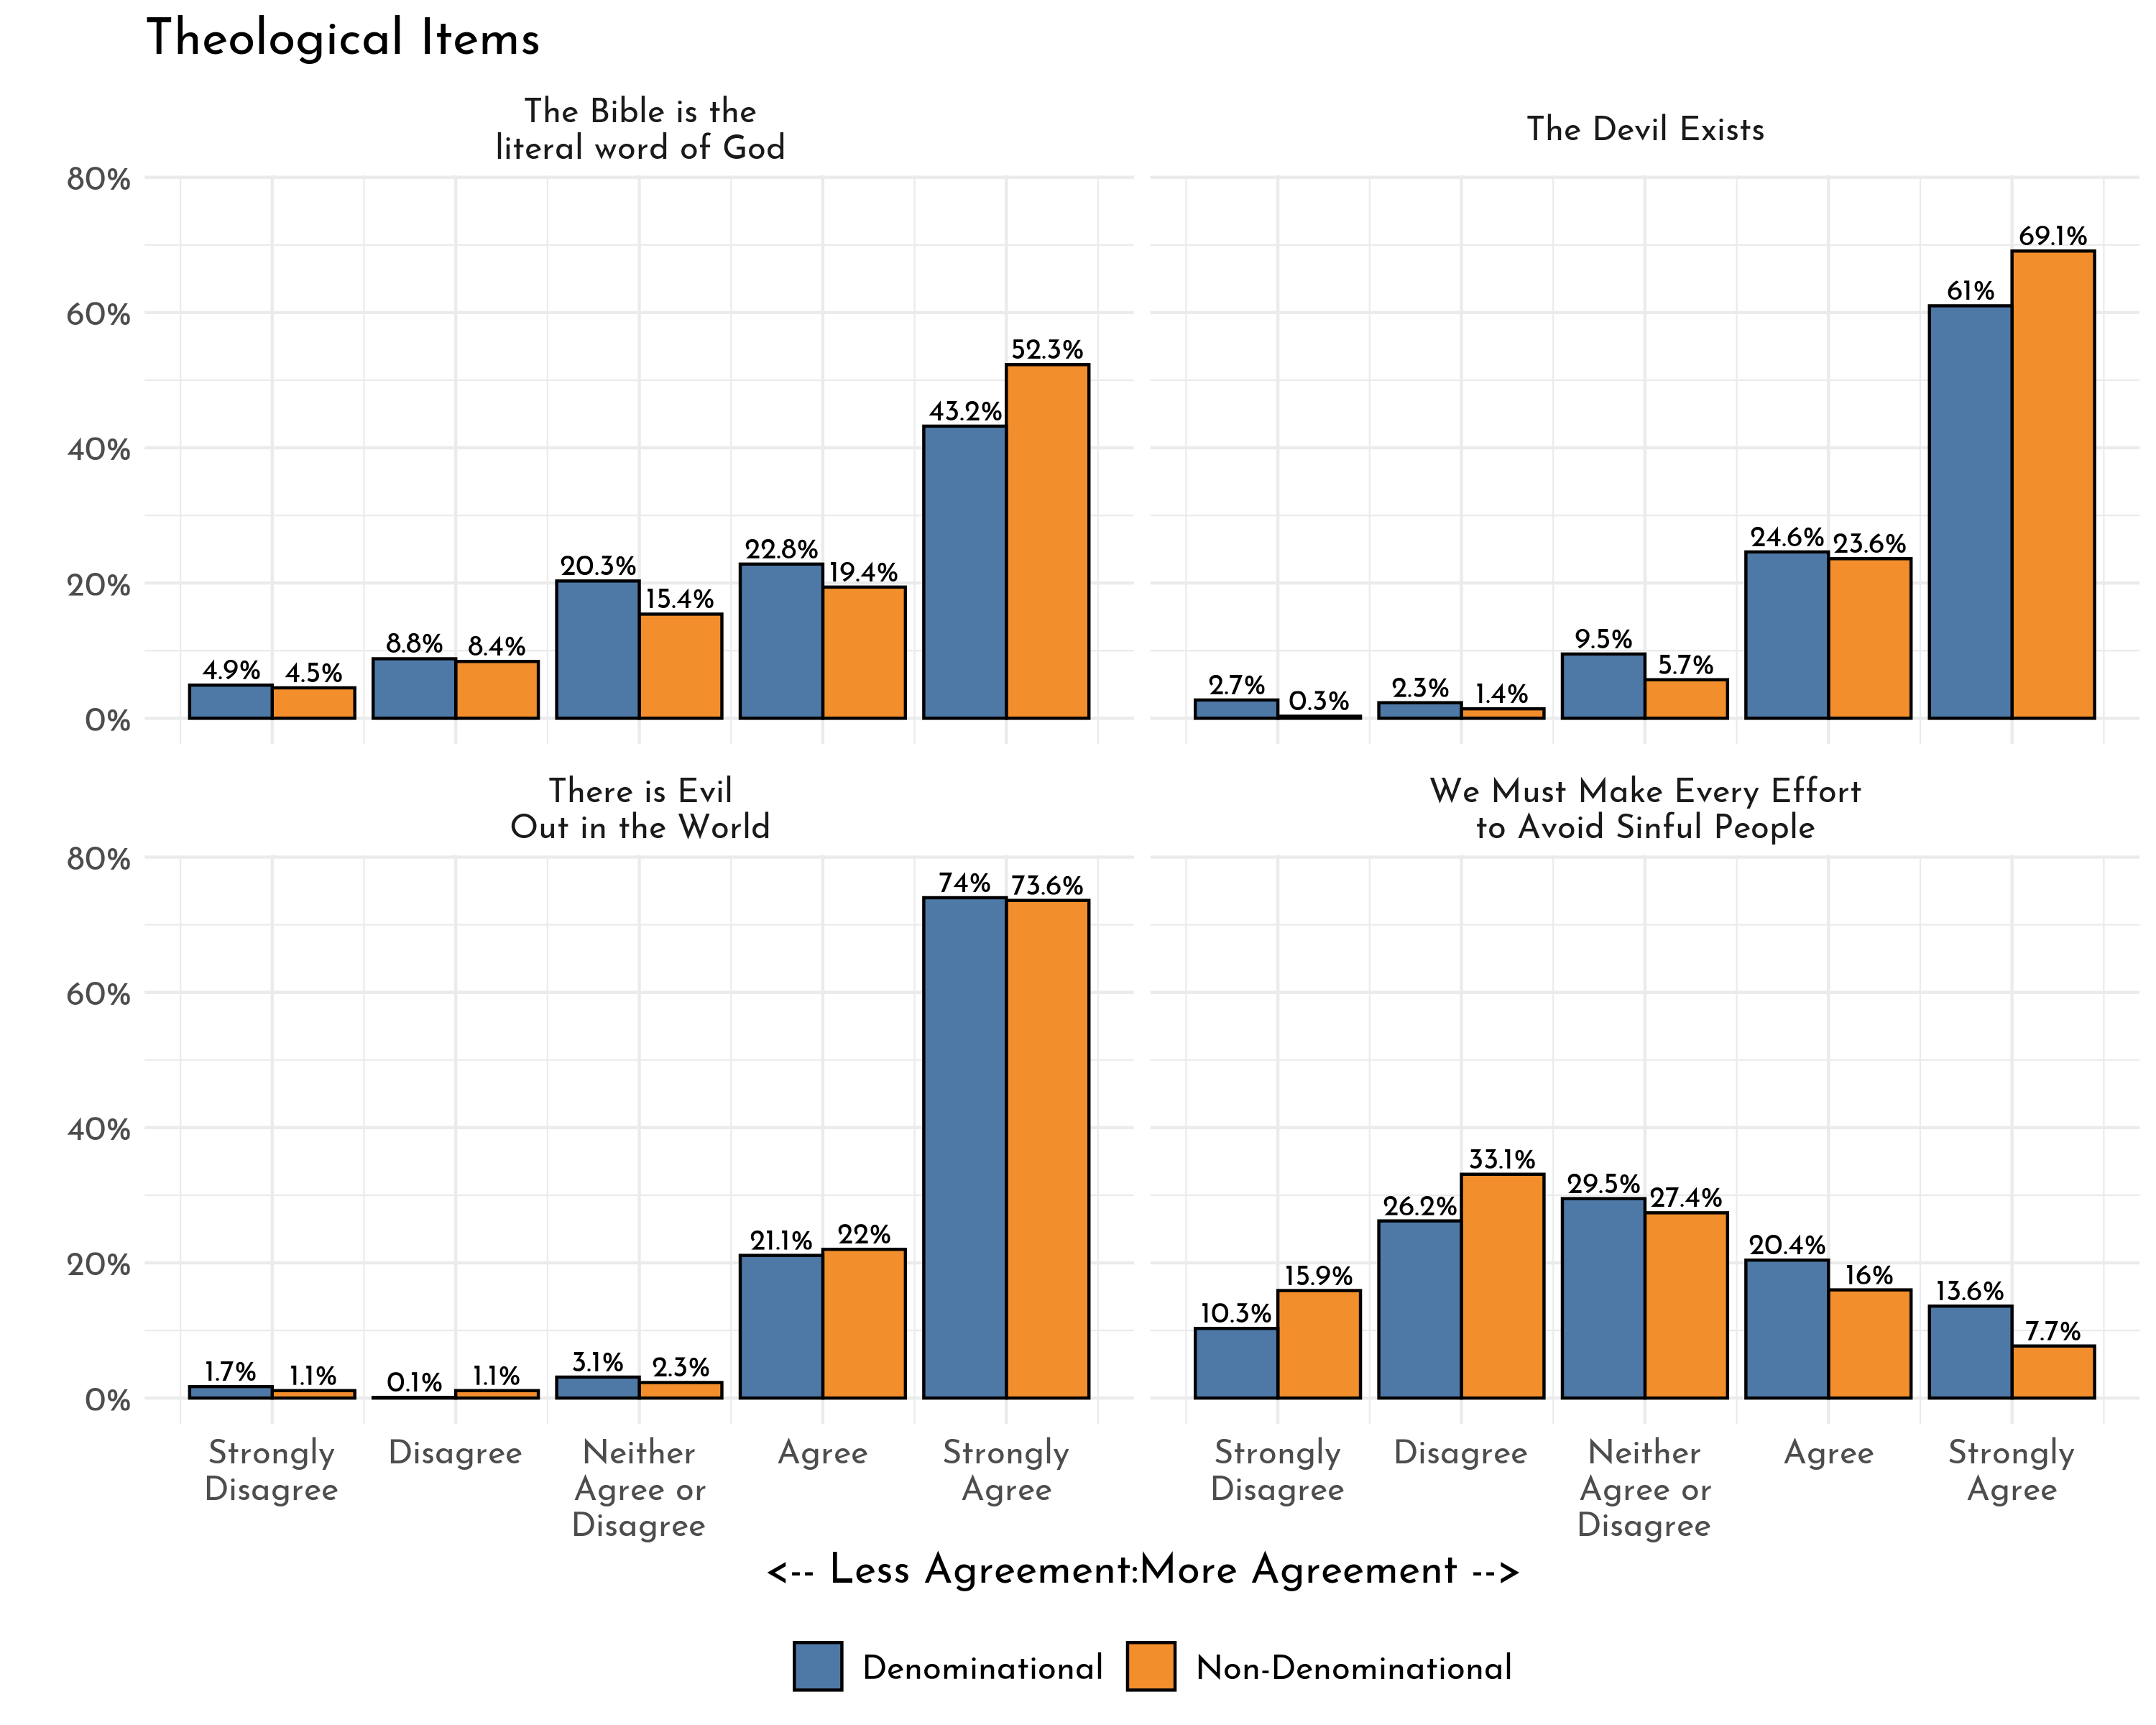 Theological Items
The Bible is the
literal word of God
The Devil Exists
80%
60%
40%
20%
0%
4.9%
4.5%
8.8%
8.4%
20.3%
15.4%
22.8%
19.4%
43.2%
52.3%
2.7%
0.3%
2.3%
1.4%
9.5%
5.7%
24.6%
23.6%
61%
69.1%
There is Evil
Out in the World
We Must Make Every Effort
to Avoid Sinful People
80%
60%
40%
20%
0%
1.7%
1.1%
0.1%
1.1%
3.1%
2.3%
21.1%
22%
74%
73.6%
10.3%
15.9%
26.2%
33.1%
29.5%
27.4%
20.4%
16%
13.6%
7.7%
Strongly
Disagree
Disagree
Neither
Agree or
Disagree
Agree
Strongly
Agree
Strongly
Disagree
Disagree
Neither
Agree or
Disagree
Agree
Strongly
Agree
<-- Less Agreement:More Agreement -->
Denominational
Non-Denominational